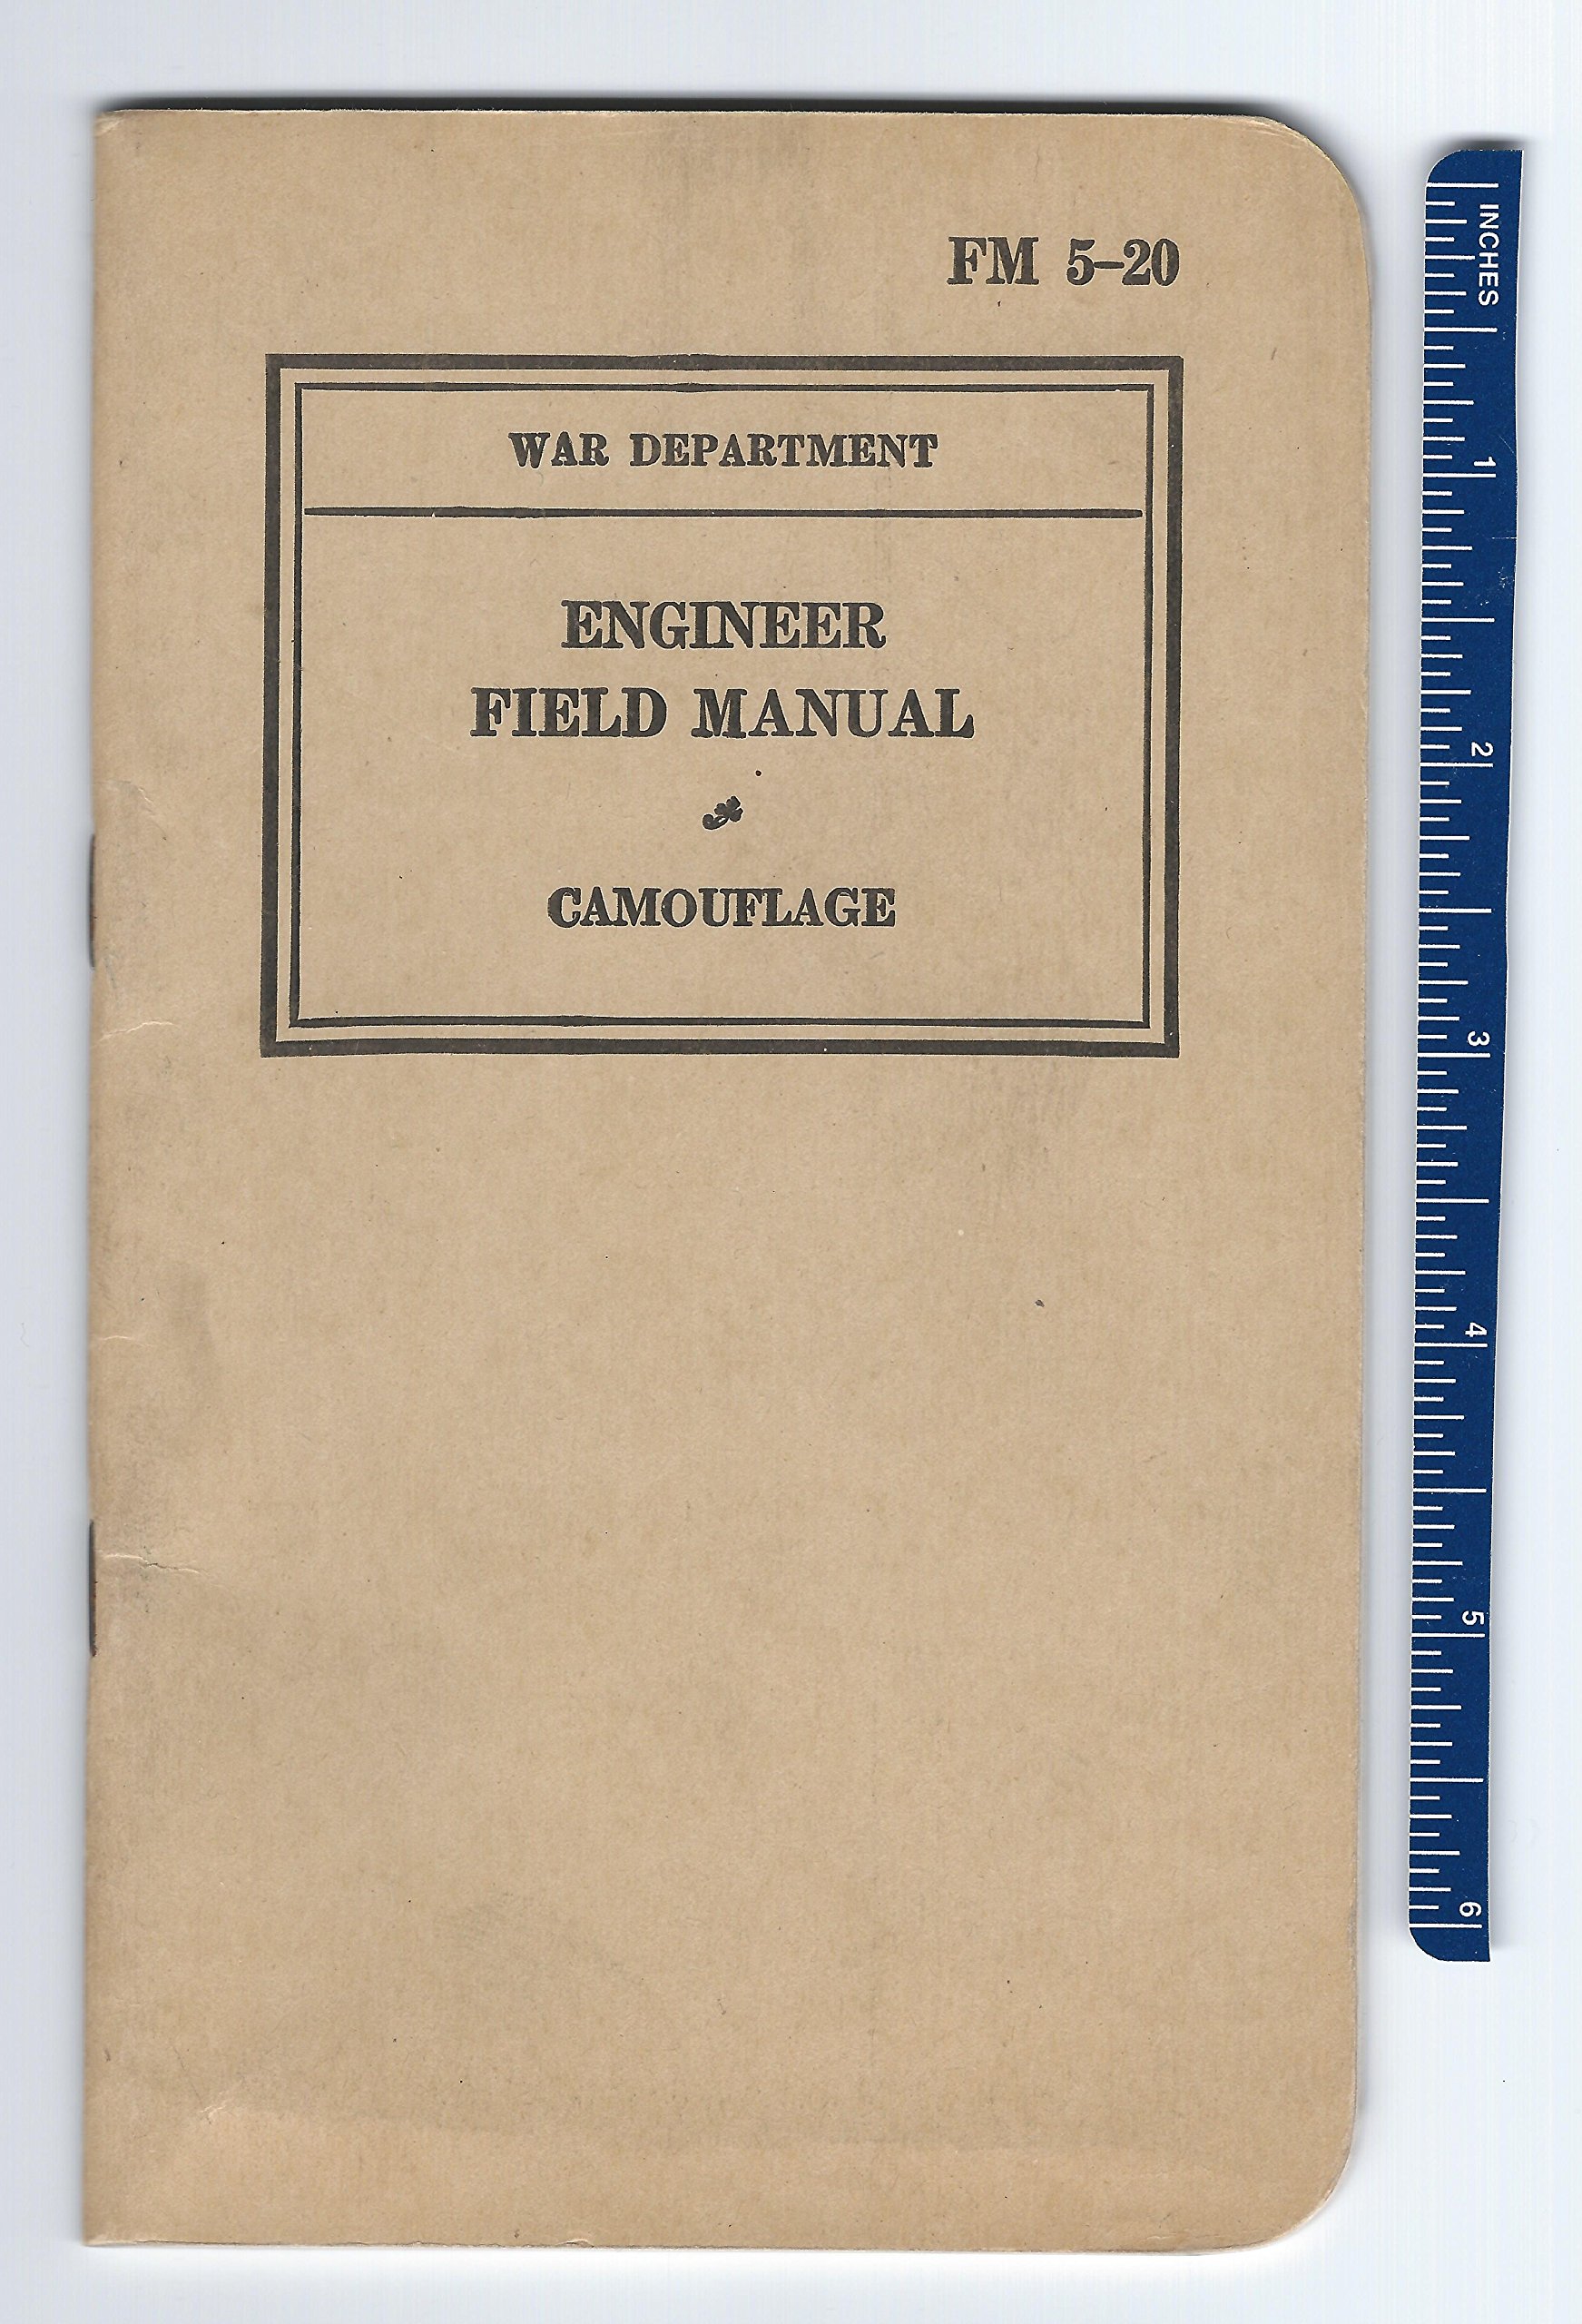 FM 5–20
WAR DEPARTMENT
ENGINEER
FIELD MANUAL
CAMOUFLAGE
INCHES
1
2
3
4
5
6